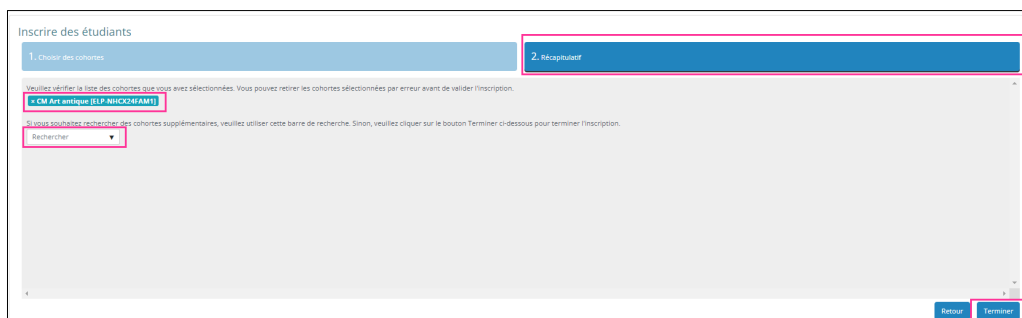 Inscrire des étudiants
1. Choisir des cohortes
2. Récapitulatif
Veuillez vérifier la liste des cohortes que vous avez sélectionnées. Vous pouvez retirer les cohortes sélectionnées par erreur avant de valider l'inscription.
× CM Art antique [ELP-NHCX24FAM1]
Si vous souhaitez rechercher des cohortes supplémentaires, veuillez utiliser cette barre de recherche. Sinon, veuillez cliquer sur le bouton Terminer ci-dessous pour terminer l'inscription.
Rechercher ▼
Retour
Terminer